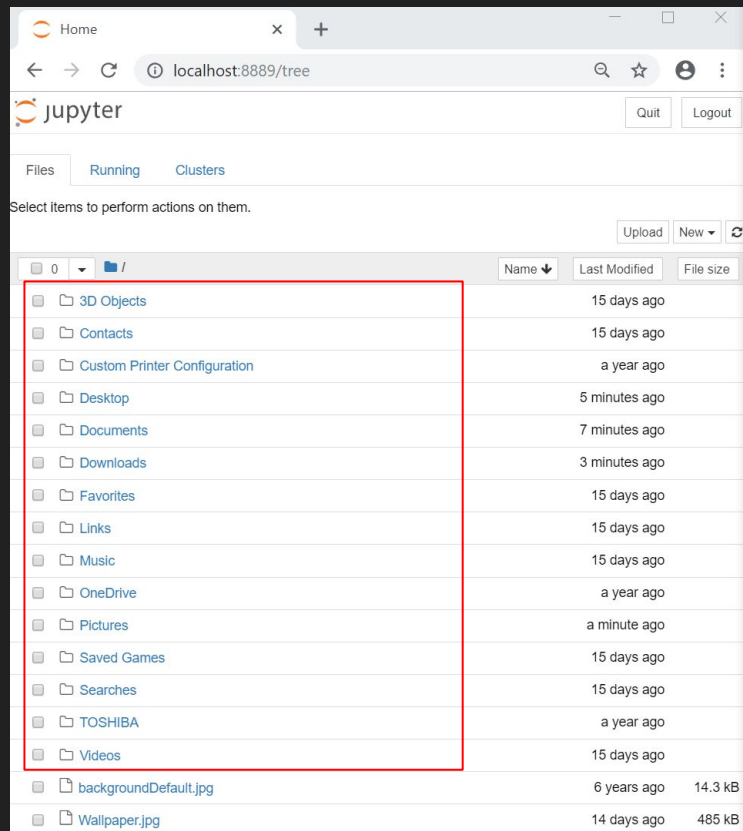 Home
localhost:8889/tree
jupyter
Quit Logout
Files Running Clusters
Select items to perform actions on them.
Upload New
0 / Name Last Modified File size
3D Objects 15 days ago
Contacts 15 days ago
Custom Printer Configuration a year ago
Desktop 5 minutes ago
Documents 7 minutes ago
Downloads 3 minutes ago
Favorites 15 days ago
Links 15 days ago
Music 15 days ago
OneDrive a year ago
Pictures a minute ago
Saved Games 15 days ago
Searches 15 days ago
TOSHIBA a year ago
Videos 15 days ago
backgroundDefault.jpg 6 years ago 14.3 kB
Wallpaper.jpg 14 days ago 485 kB